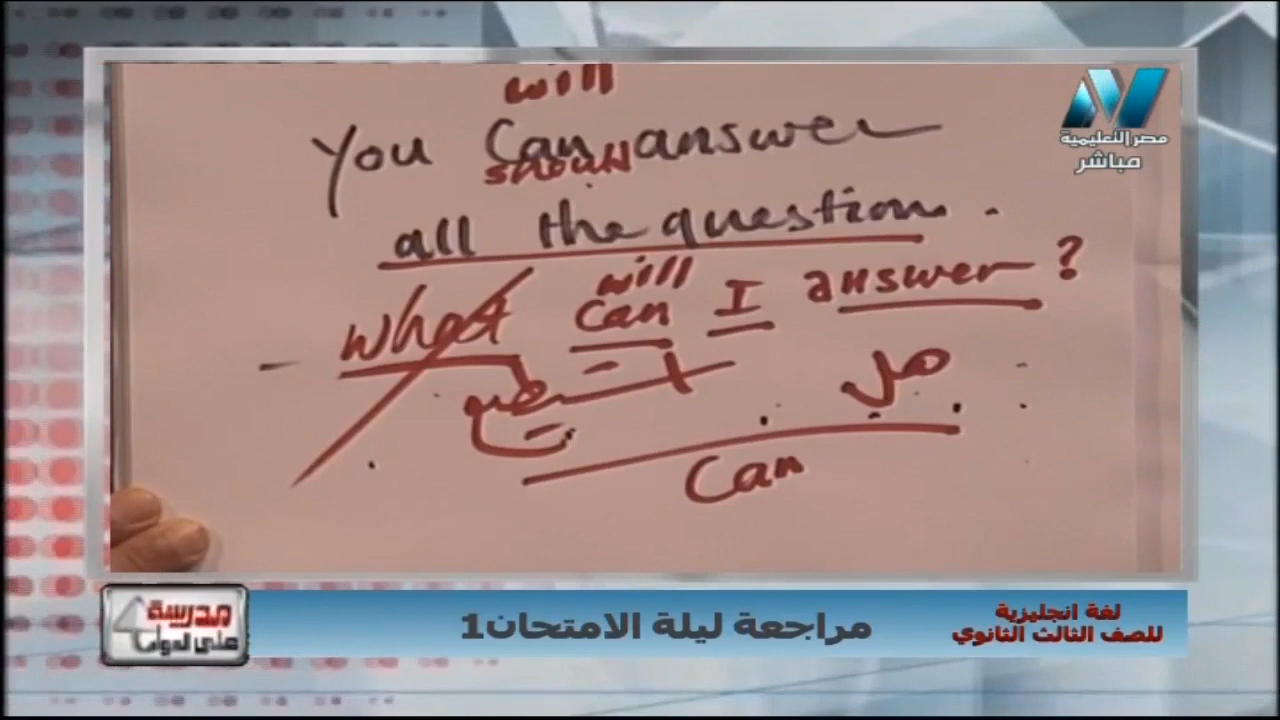 will
You Can answer
should
all the question.
will
What Can I answer?
هل استطيع
Can
مصر التعليمية
مباشر
مدرسة
على الهواء
مراجعة ليلة الامتحان1
لغة انجليزية
للصف الثالث الثانوي